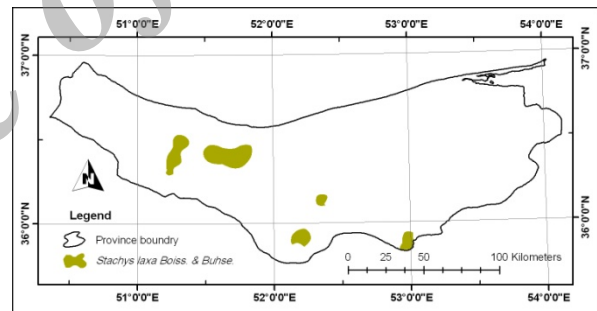 51°0'0"E 52°0'0"E 53°0'0"E 54°0'0"E
37°0'0"N 37°0'0"N
36°0'0"N 36°0'0"N
N
Legend
Province boundry
Stachys laxa Boiss. & Buhse.
0 25 50 100 Kilometers
51°0'0"E 52°0'0"E 53°0'0"E 54°0'0"E